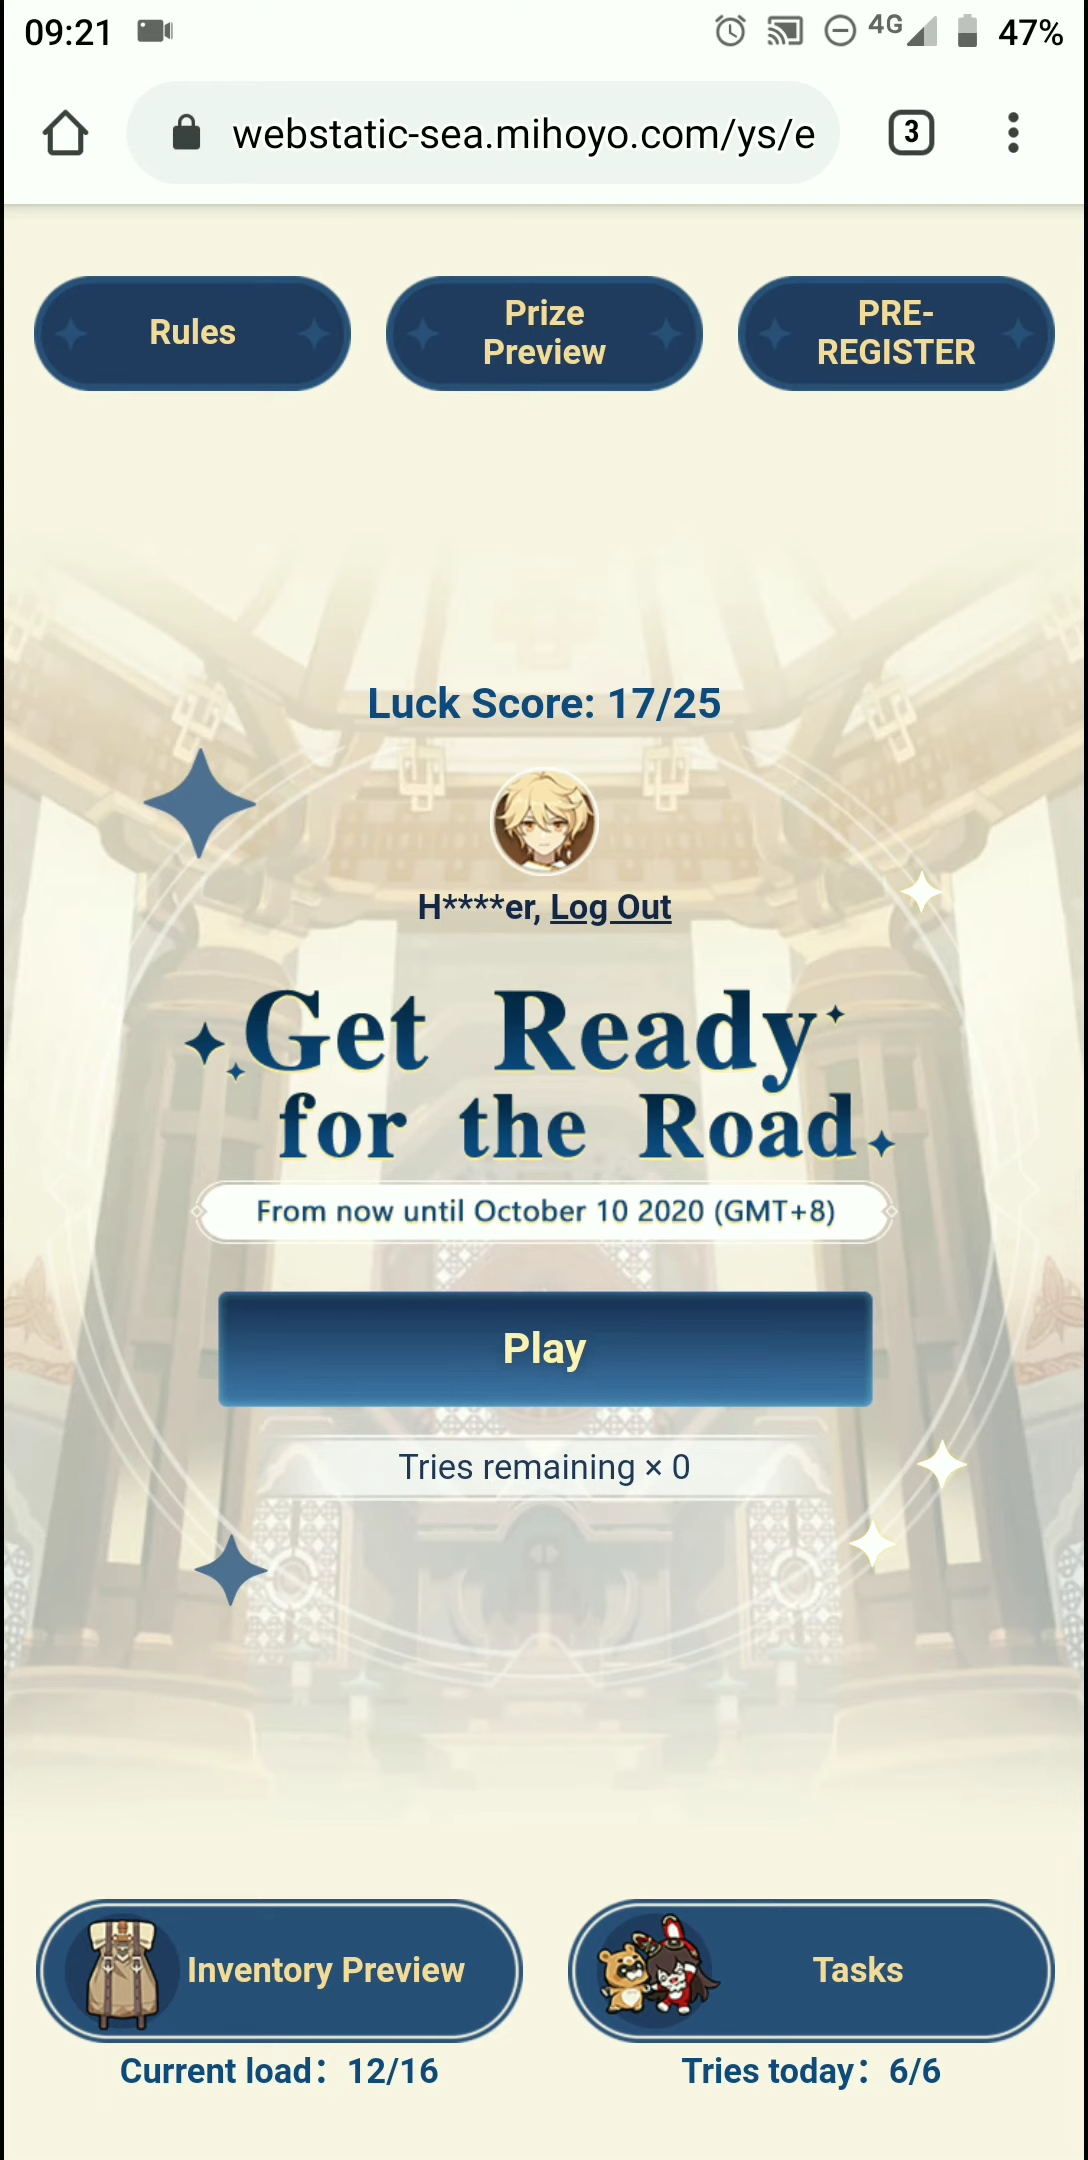 09:21 4G 47%
webstatic-sea.mihoyo.com/ys/e 3
Rules
Prize
Preview
PRE-
REGISTER
Luck Score: 17/25
H****er, Log Out
Get Ready
for the Road
From now until October 10 2020 (GMT+8)
Play
Tries remaining × 0
Inventory Preview
Tasks
Current load：12/16
Tries today：6/6